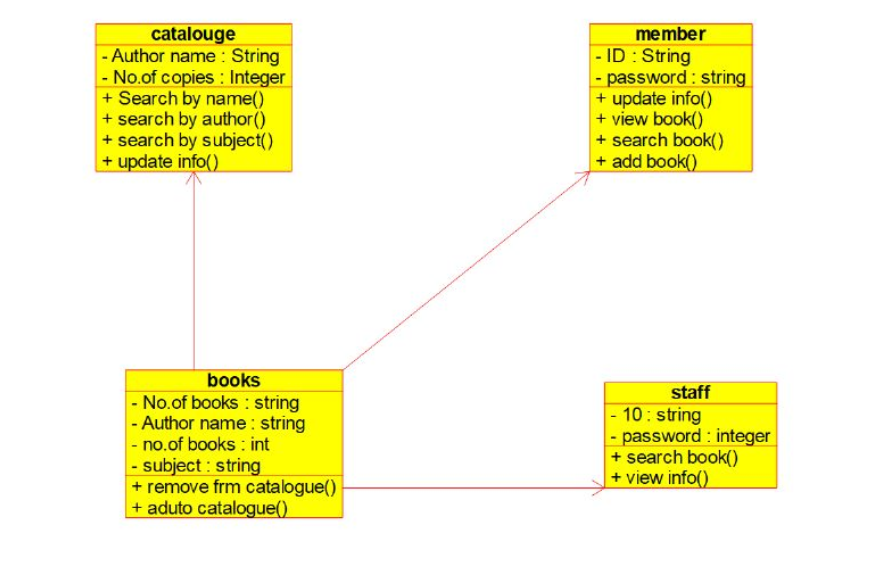 catalouge
- Author name : String
- No.of copies : Integer
+ Search by name()
+ search by author()
+ search by subject()
+ update info()
member
- ID : String
- password : string
+ update info()
+ view book()
+ search book()
+ add book()
books
- No.of books : string
- Author name : string
- no.of books : int
- subject : string
+ remove frm catalogue()
+ aduto catalogue()
staff
- 10 : string
- password : integer
+ search book()
+ view info()